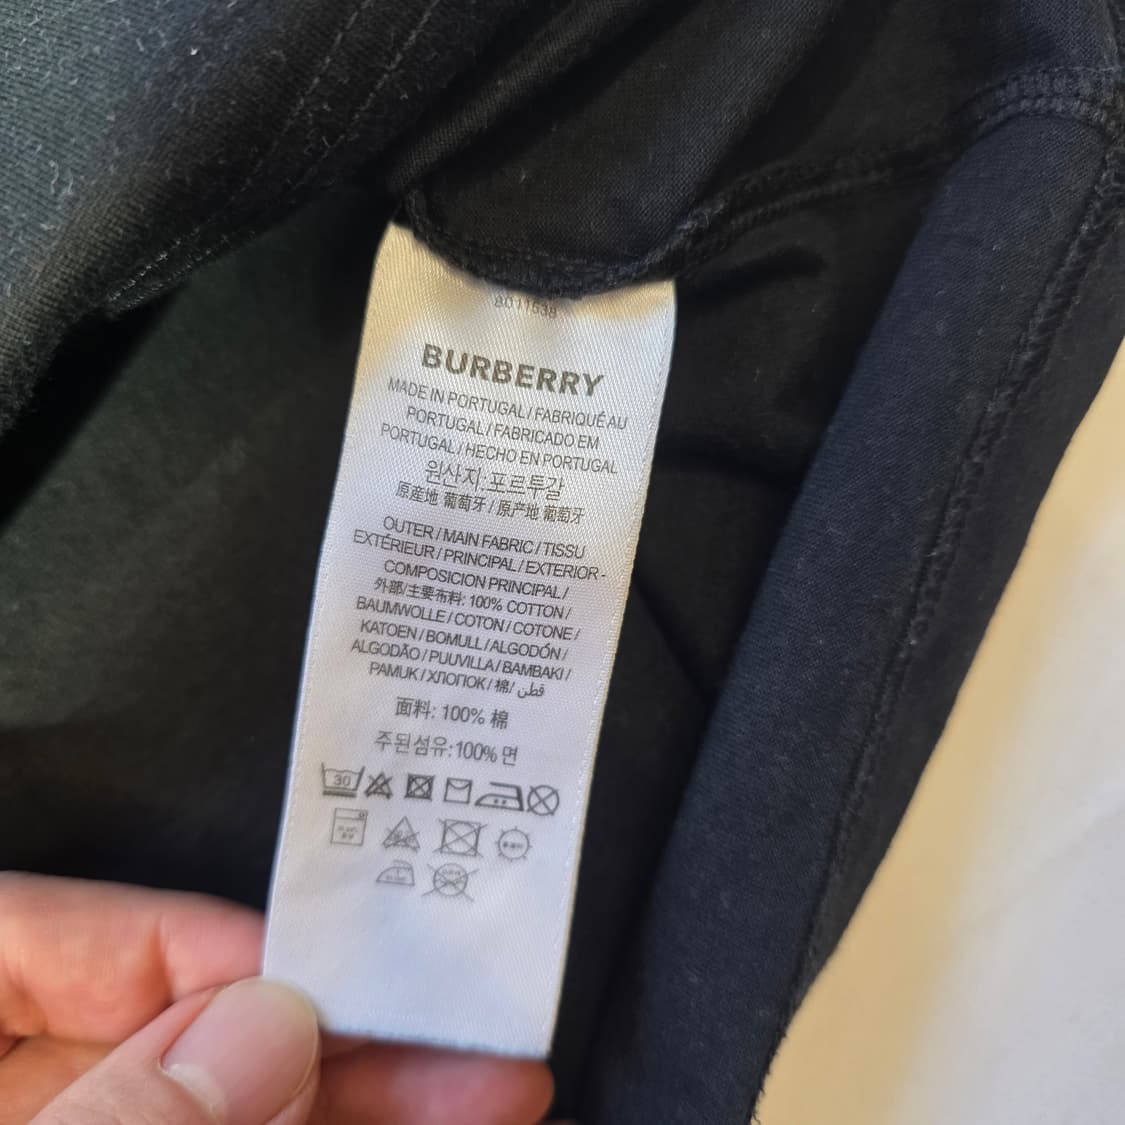 8011538
BURBERRY
MADE IN PORTUGAL / FABRIQUÉ AU
PORTUGAL / FABRICADO EM
PORTUGAL / HECHO EN PORTUGAL
원산지: 포르투갈
原産地 葡萄牙 / 原产地 葡萄牙
OUTER / MAIN FABRIC / TISSU
EXTÉRIEUR / PRINCIPAL / EXTERIOR -
COMPOSICION PRINCIPAL /
外部/主要布料: 100% COTTON /
BAUMWOLLE / COTON / COTONE /
KATOEN / BOMULL / ALGODÓN /
ALGODÃO / PUUVILLA / BAMBAKI /
PAMUK / ХЛОПОК / 棉 / قطن
面料: 100% 棉
주된섬유:100% 면
30